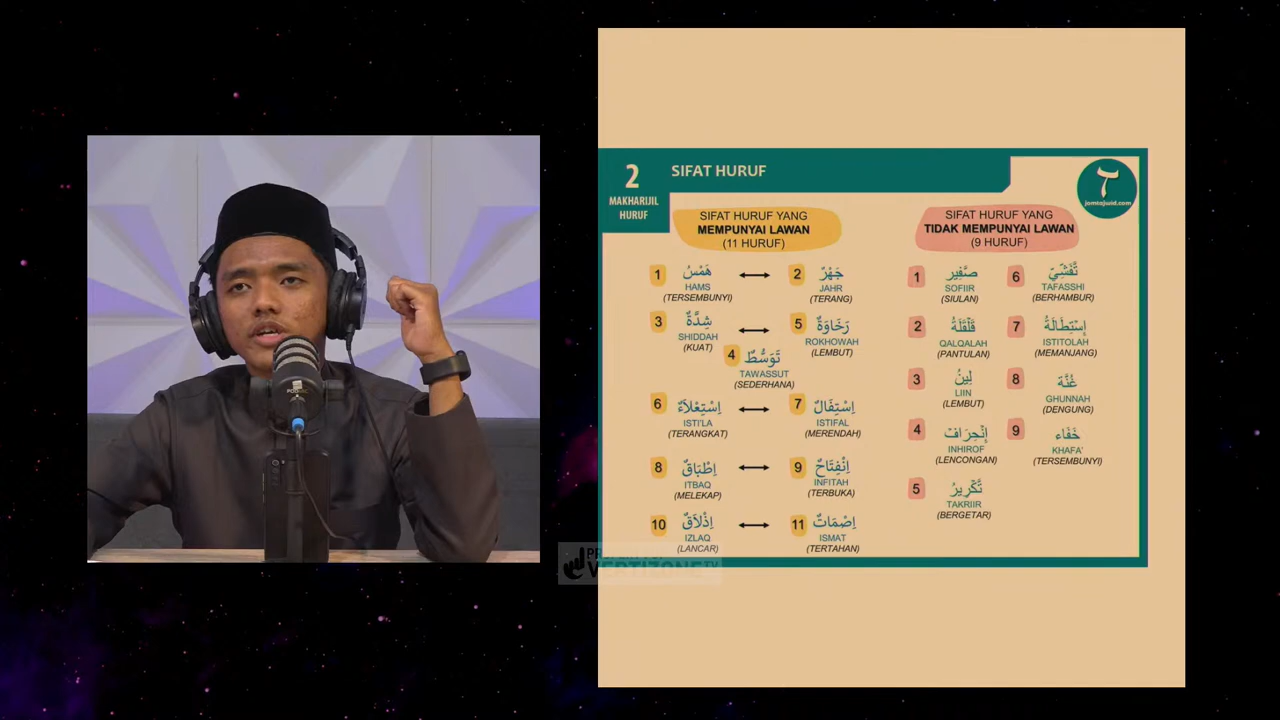 2
MAKHARIJIL
HURUF
SIFAT HURUF
jomtajwid.com
SIFAT HURUF YANG
MEMPUNYAI LAWAN
(11 HURUF)
1
هَمْسُ
HAMS
(TERSEMBUNYI)
2
جَهْرٌ
JAHR
(TERANG)
3
شِدَّةٌ
SHIDDAH
(KUAT)
5
رَخَاوَةٌ
ROKHOWAH
(LEMBUT)
4
تَوَسُّطٌ
TAWASSUT
(SEDERHANA)
6
اِسْتِعْلَاءٌ
ISTI'LA
(TERANGKAT)
7
اِسْتِفَالٌ
ISTIFAL
(MERENDAH)
8
اِطْبَاقٌ
ITBAQ
(MELEKAP)
9
اِنْفِتَاحٌ
INFITAH
(TERBUKA)
10
اِذْلَاقٌ
IZLAQ
(LANCAR)
11
اِصْمَاتٌ
ISMAT
(TERTAHAN)
SIFAT HURUF YANG
TIDAK MEMPUNYAI LAWAN
(9 HURUF)
1
صَفِير
SOFIIR
(SIULAN)
6
تَّفَشِّيّ
TAFASSHI
(BERHAMBUR)
2
قَلْقَلَةُ
QALQALAH
(PANTULAN)
7
اِسْتِطَالَةُ
ISTITOLAH
(MEMANJANG)
3
لِينُ
LIIN
(LEMBUT)
8
غُنَّة
GHUNNAH
(DENGUNG)
4
إِنْحِرَافت
INHIROF
(LENCONGAN)
9
خَفَاء
KHAFA'
(TERSEMBUNYI)
5
تَّكْرِيرُ
TAKRIIR
(BERGETAR)
VERTIZONE TV